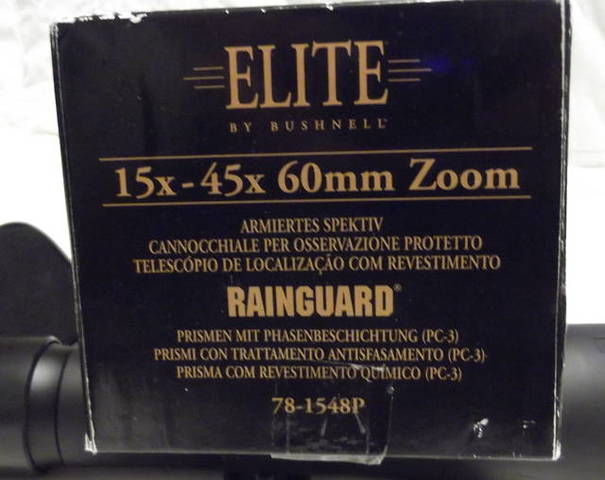 ELITE
BY BUSHNELL
15x-45x 60mm Zoom
ARMIERTES SPEKTIV
CANNOCCHIALE PER OSSERVAZIONE PROTETTO
TELESCÓPIO DE LOCALIZAÇÃO COM REVESTIMENTO
RAINGUARD®
PRISMEN MIT PHASENBESCHICHTUNG (PC-3)
PRISMI CON TRATTAMENTO ANTISFASAMENTO (PC-3)
PRISMA COM REVESTIMENTO QUÍMICO (PC-3)
78-1548P